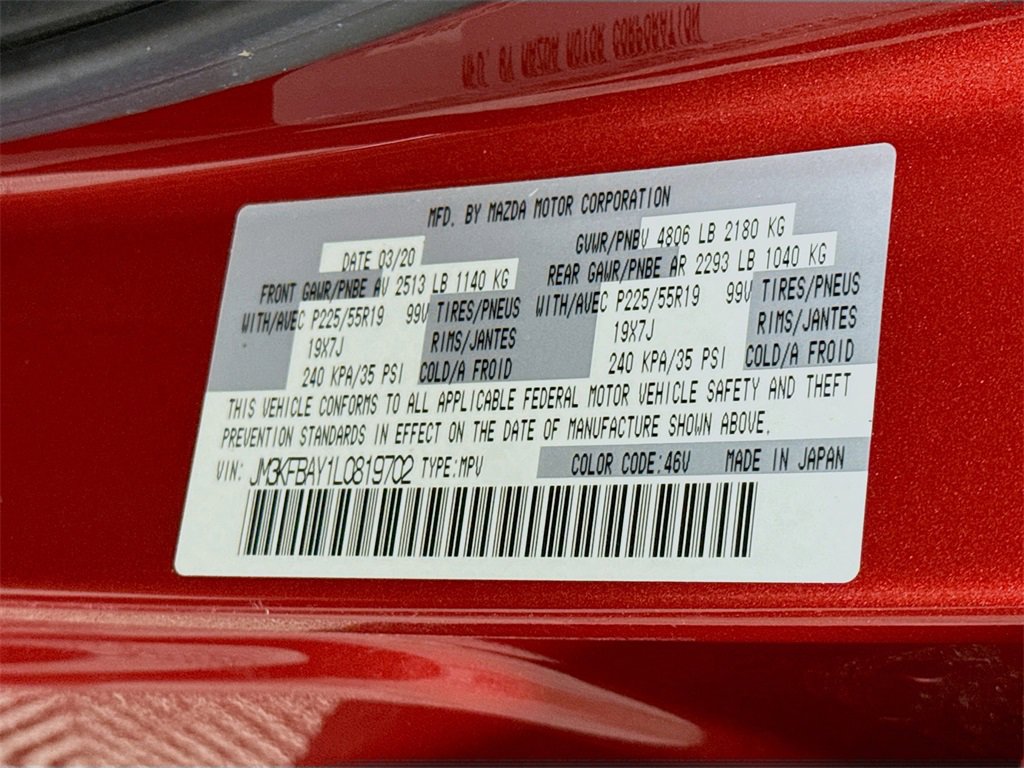 MFD. BY MAZDA MOTOR CORPORATION
DATE 03/20
GVWR/PNBV 4806 LB 2180 KG
FRONT GAWR/PNBE AV 2513 LB 1140 KG
REAR GAWR/PNBE AR 2293 LB 1040 KG
WITH/AVEC P225/55R19 99V TIRES/PNEUS
WITH/AVEC P225/55R19 99V TIRES/PNEUS
19X7J RIMS/JANTES
19X7J RIMS/JANTES
240 KPA/35 PSI COLD/A FROID
240 KPA/35 PSI COLD/A FROID
THIS VEHICLE CONFORMS TO ALL APPLICABLE FEDERAL MOTOR VEHICLE SAFETY AND THEFT
PREVENTION STANDARDS IN EFFECT ON THE DATE OF MANUFACTURE SHOWN ABOVE.
VIN: JM3KFBAY1L0819702 TYPE:MPV COLOR CODE:46V MADE IN JAPAN